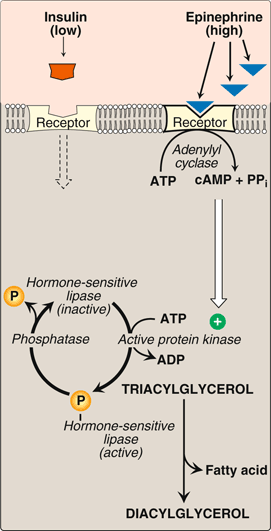 Insulin
(low)
Epinephrine
(high)
Receptor
Receptor
Adenylyl
cyclase
ATP
cAMP + PPi
Hormone-sensitive
lipase
(inactive)
P
Phosphatase
ATP
+
Active protein kinase
ADP
P
Hormone-sensitive
lipase
(active)
TRIACYLGLYCEROL
Fatty acid
DIACYLGLYCEROL